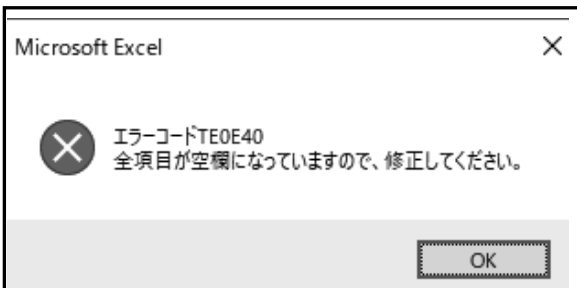 Microsoft Excel
エラーコードTE0E40
全項目が空欄になっていますので、修正してください。
OK